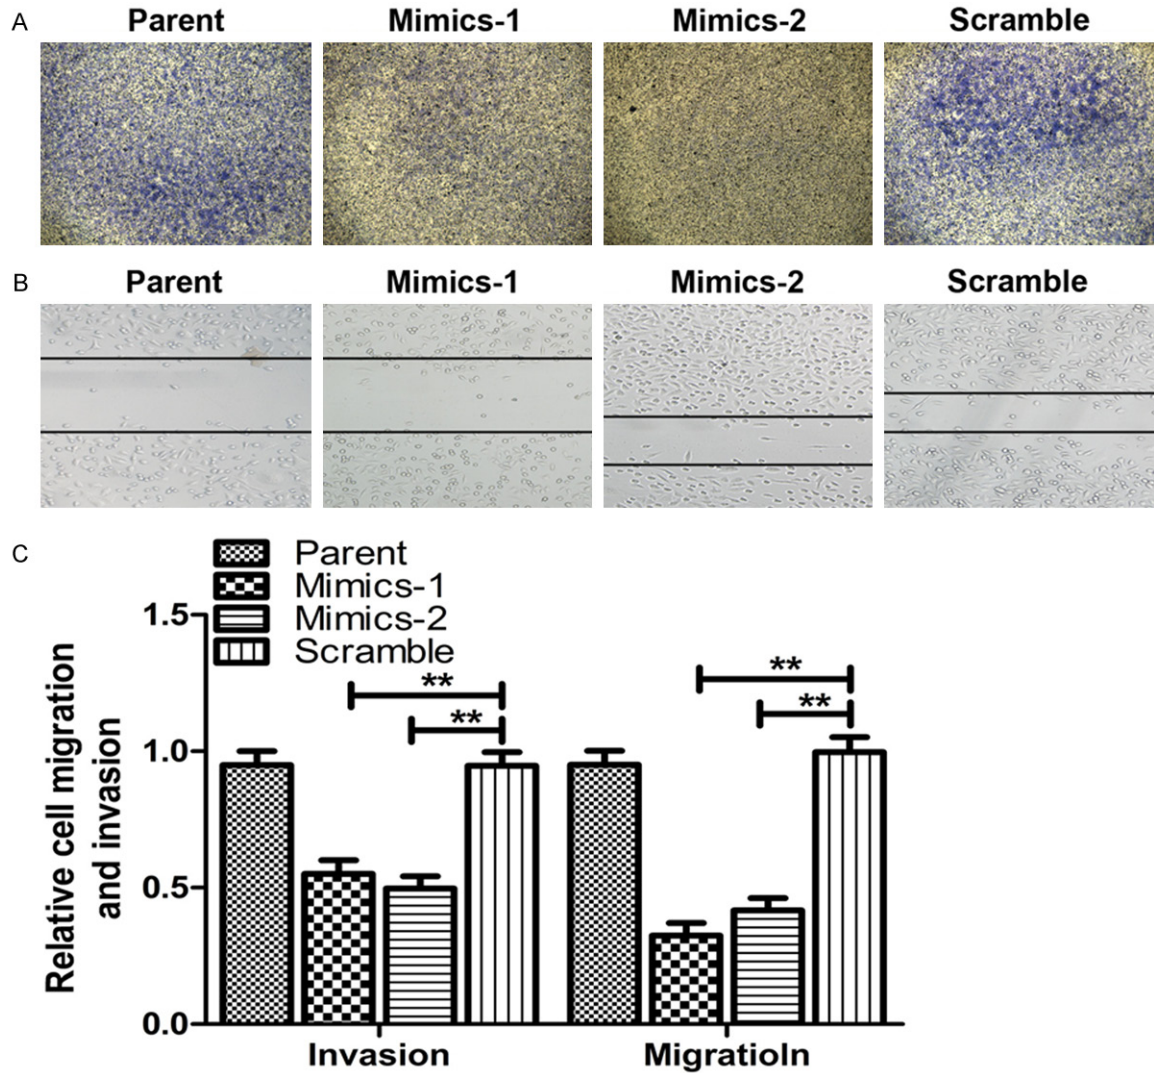 A
Parent Mimics-1 Mimics-2 Scramble
B
Parent Mimics-1 Mimics-2 Scramble
C
Parent
Mimics-1
Mimics-2
Scramble
Relative cell migration
and invasion
1.5
1.0
0.5
0.0
**
**
**
**
Invasion MigratioIn